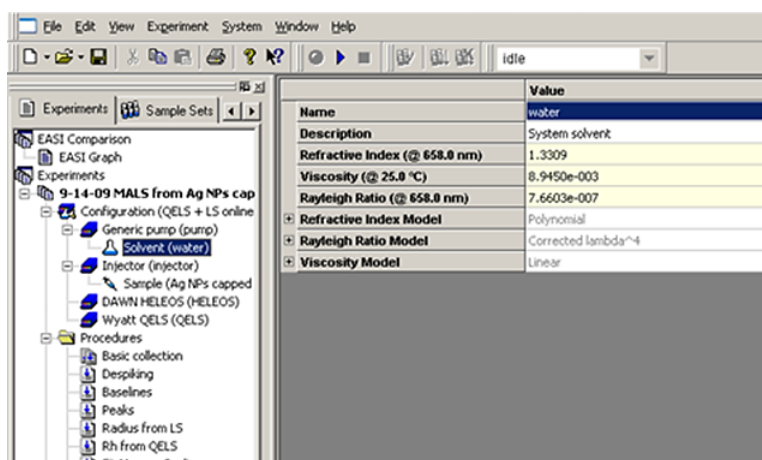 File Edit View Experiment System Window Help
idle
Experiments Sample Sets
EASI Comparison
EASI Graph
Experiments
9-14-09 MALS from Ag NPs cap
Configuration (QELS + LS online
Generic pump (pump)
Solvent (water)
Injector (injector)
Sample (Ag NPs capped
DAWN HELEOS (HELEOS)
Wyatt QELS (QELS)
Procedures
Basic collection
Despiking
Baselines
Peaks
Radius from LS
Rh from QELS
Value
Name water
Description System solvent
Refractive Index (@ 658.0 nm) 1.3309
Viscosity (@ 25.0 °C) 8.9450e-003
Rayleigh Ratio (@ 658.0 nm) 7.6603e-007
Refractive Index Model Polynomial
Rayleigh Ratio Model Corrected lambda^4
Viscosity Model Linear